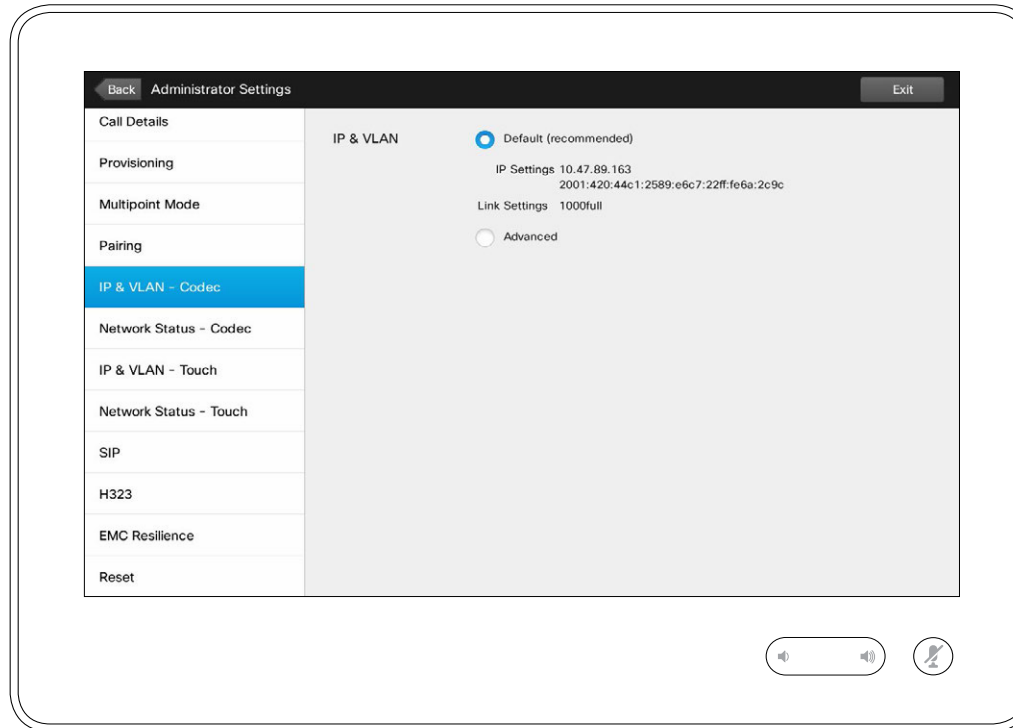 Back Administrator Settings Exit
Call Details
Provisioning
Multipoint Mode
Pairing
IP & VLAN - Codec
Network Status - Codec
IP & VLAN - Touch
Network Status - Touch
SIP
H323
EMC Resilience
Reset
IP & VLAN Default (recommended)
IP Settings 10.47.89.163
2001:420:44c1:2589:e6c7:22ff:fe6a:2c9c
Link Settings 1000full
Advanced